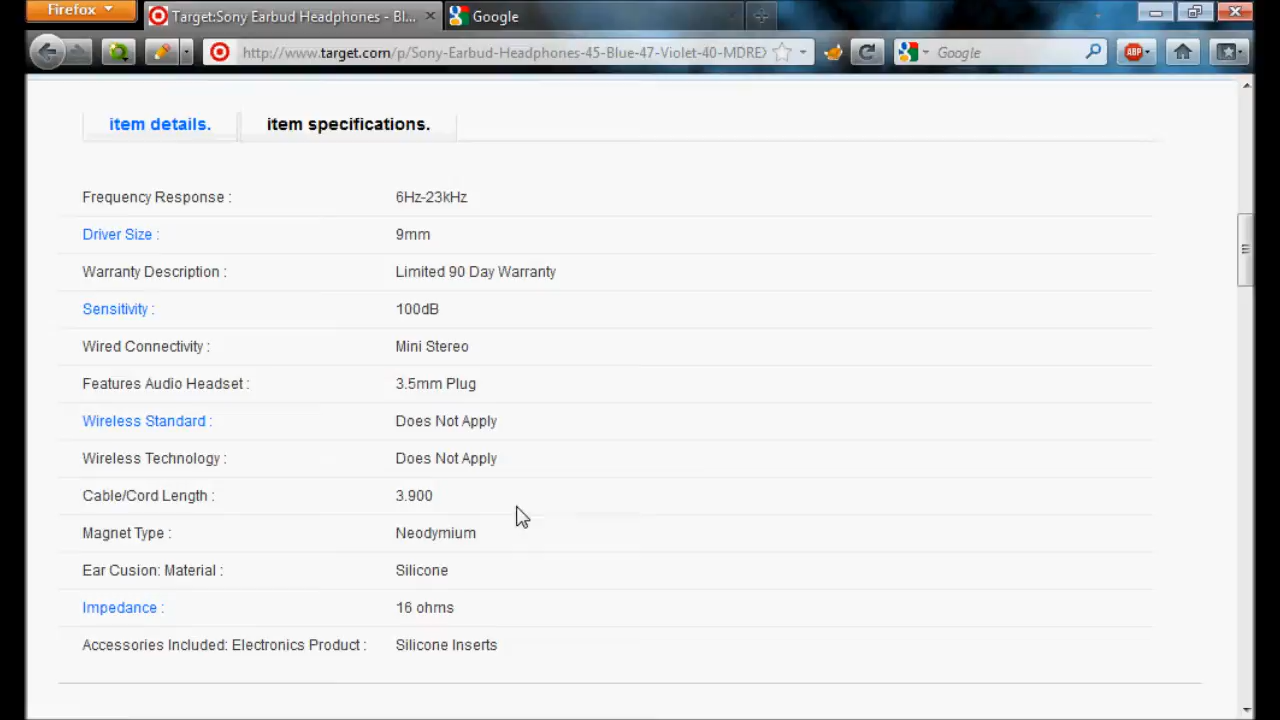 Firefox
Target:Sony Earbud Headphones - Bl...
Google
http://www.target.com/p/Sony-Earbud-Headphones-45-Blue-47-Violet-40-MDREX
Google
ABP
item details.
item specifications.
Frequency Response : 6Hz-23kHz
Driver Size : 9mm
Warranty Description : Limited 90 Day Warranty
Sensitivity : 100dB
Wired Connectivity : Mini Stereo
Features Audio Headset : 3.5mm Plug
Wireless Standard : Does Not Apply
Wireless Technology : Does Not Apply
Cable/Cord Length : 3.900
Magnet Type : Neodymium
Ear Cusion: Material : Silicone
Impedance : 16 ohms
Accessories Included: Electronics Product : Silicone Inserts